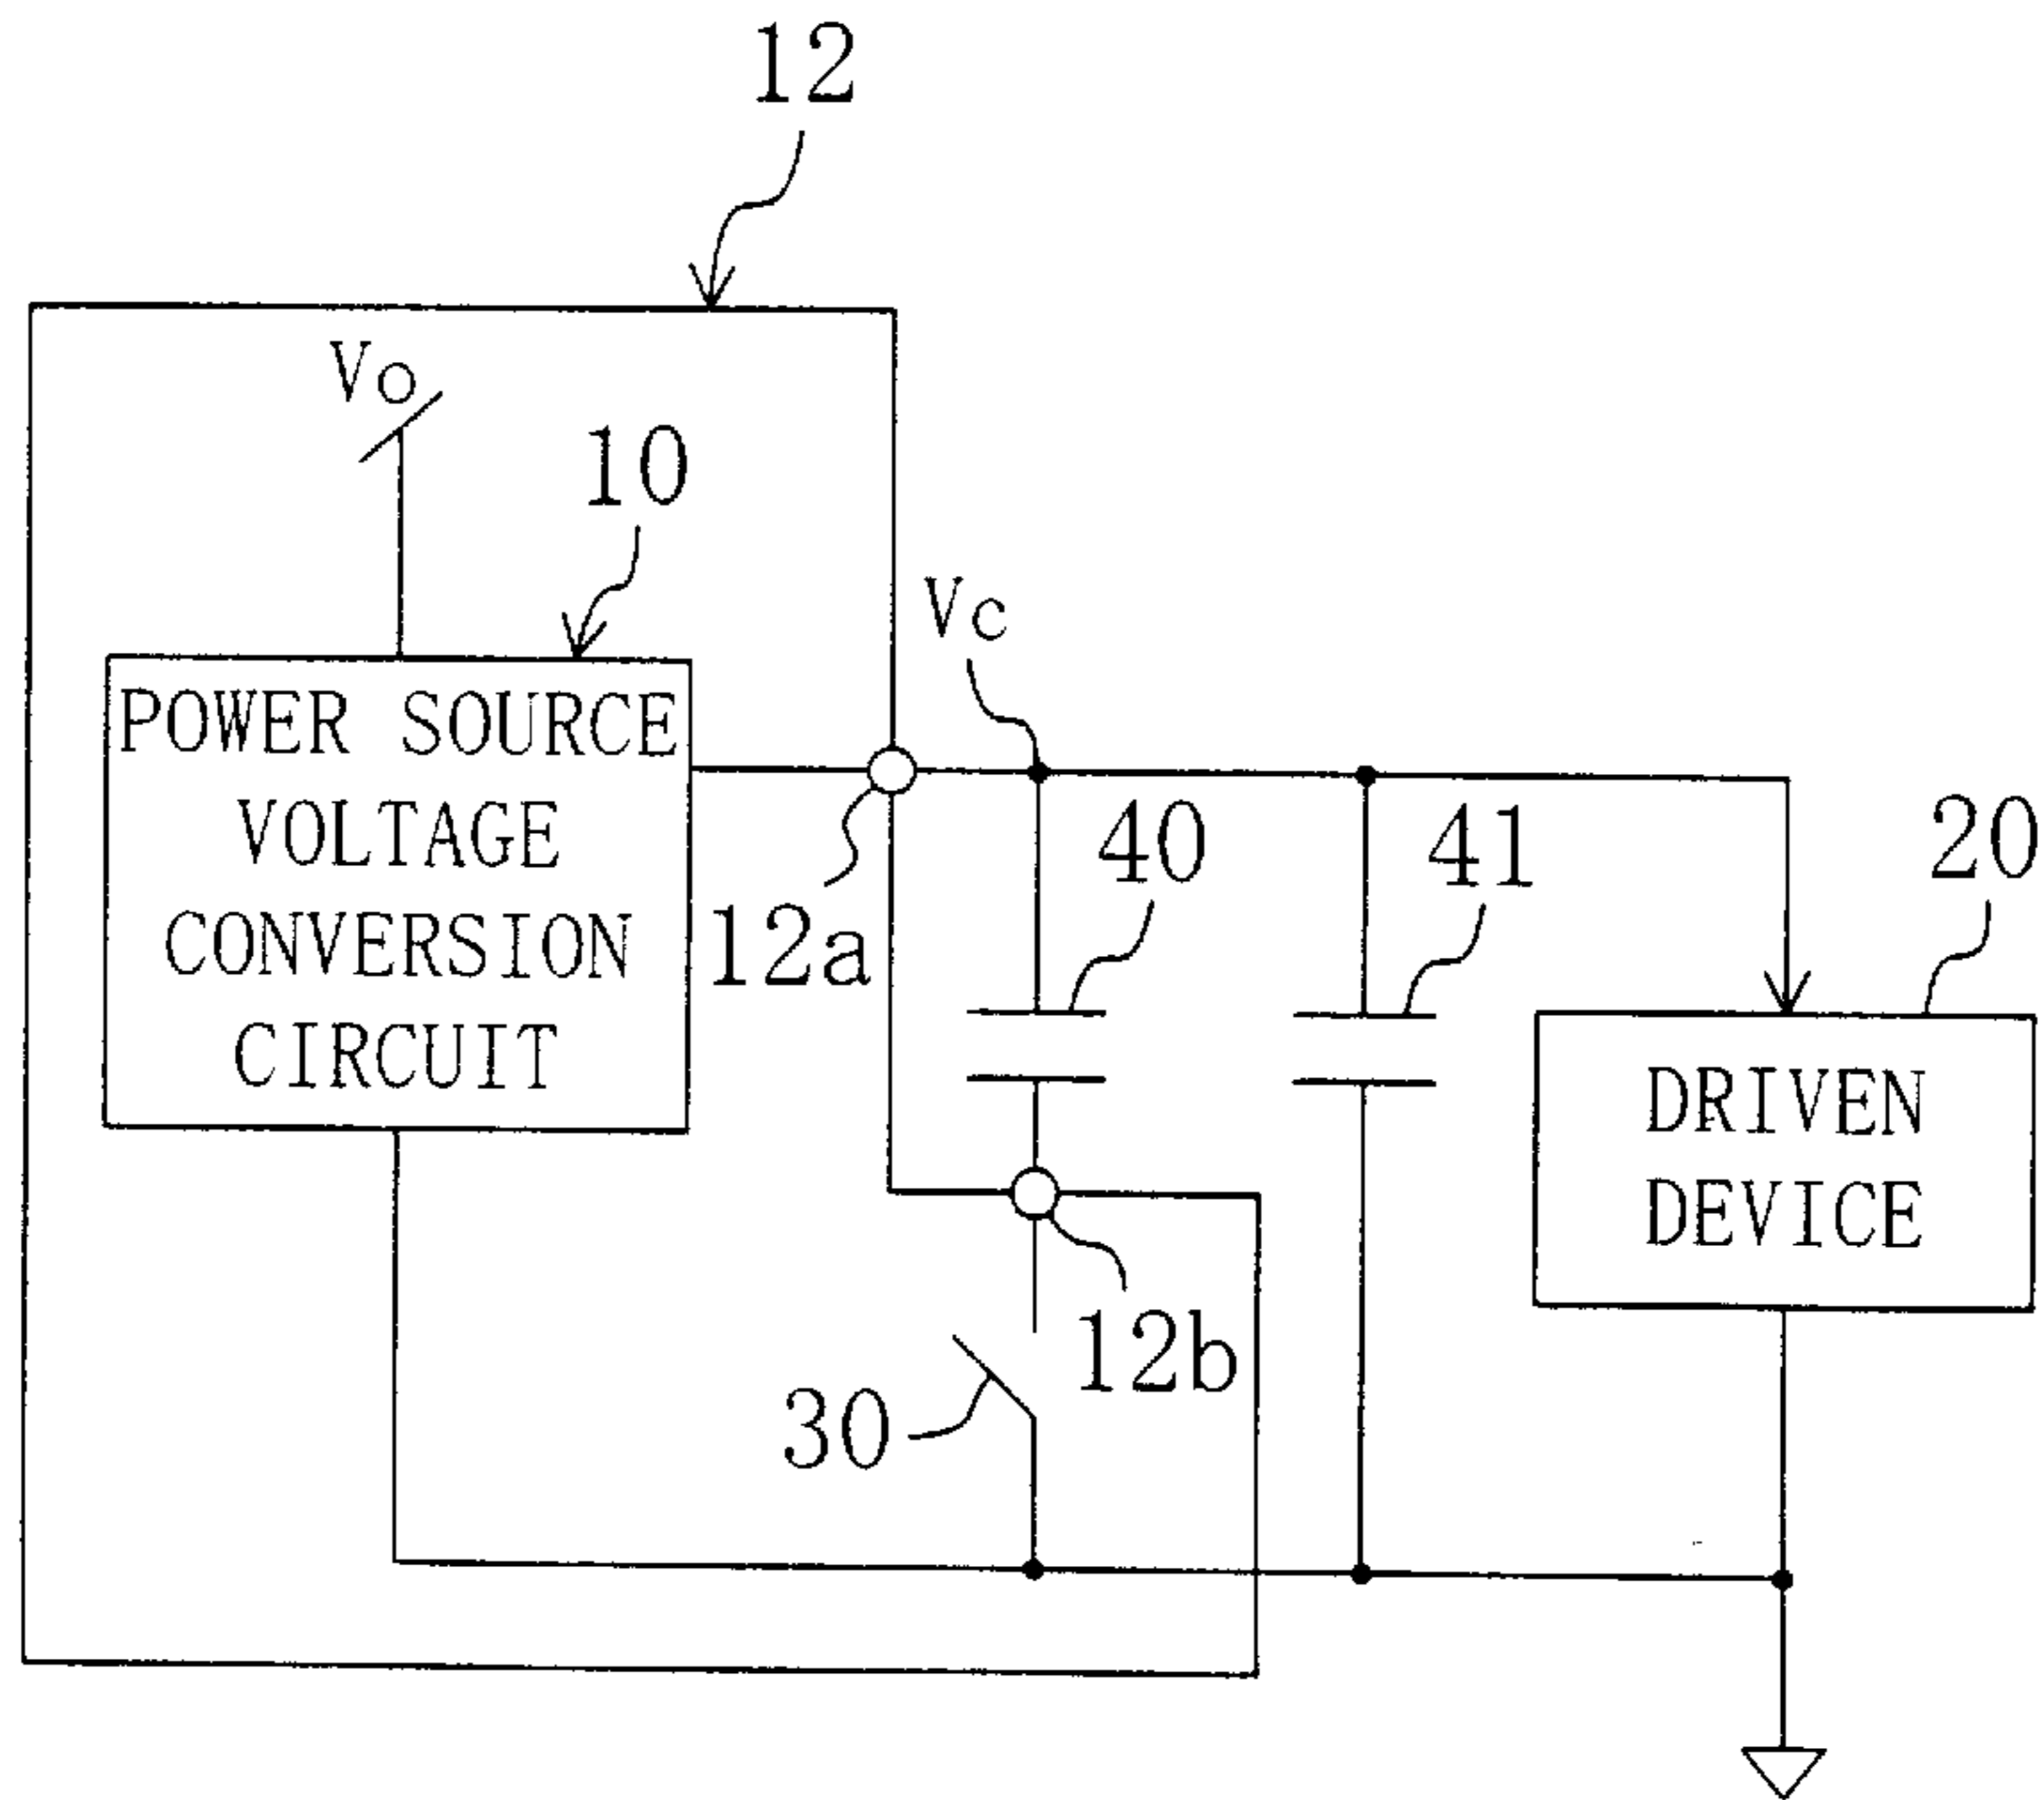 12
Vo
10
Vc
POWER SOURCE
VOLTAGE
CONVERSION
CIRCUIT
12a
40
41
20
DRIVEN
DEVICE
12b
30